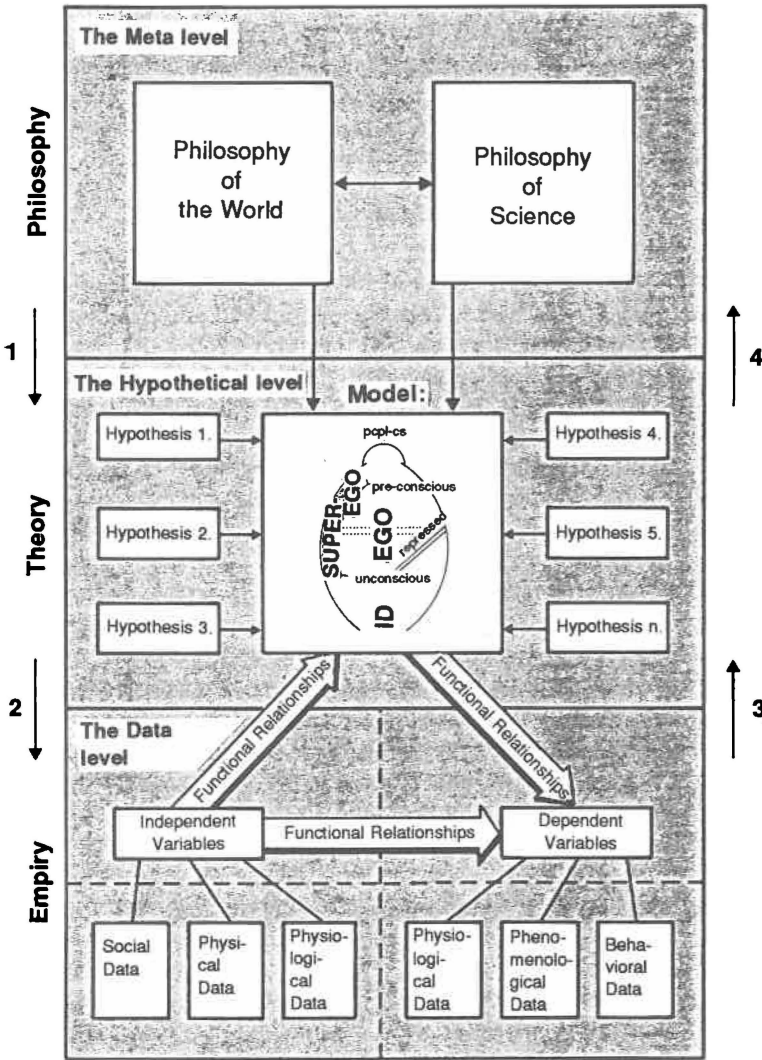 The Meta level
Philosophy
of
the World
Philosophy
of
Science
Philosophy
1
4
The Hypothetical level
Model:
Hypothesis 1.
Hypothesis 2.
Hypothesis 3.
Hypothesis 4.
Hypothesis 5.
Hypothesis n.
pcpl-cs
pre-conscious
SUPER-
EGO
EGO
repressed
unconscious
ID
Theory
2
3
Functional Relationships
Functional Relationships
The Data
level
Independent
Variables
Functional Relationships
Dependent
Variables
Empiry
Social
Data
Physi-
cal
Data
Physio-
logi-
cal Data
Physio-
logi-
cal
Data
Pheno-
menolo-
gical
Data
Beha-
vioral
Data